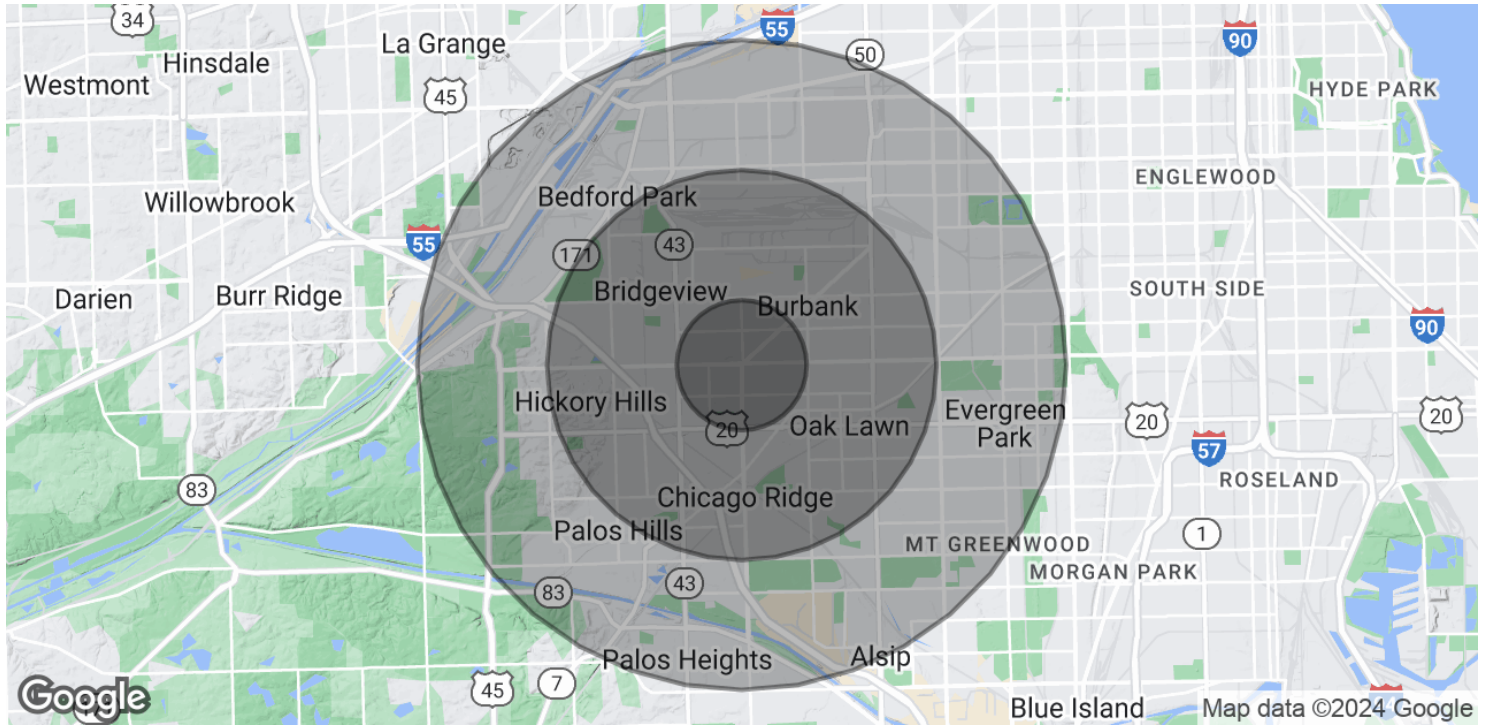 34
La Grange
55
50
90
Hinsdale
Westmont
45
HYDE PARK
ENGLEWOOD
Bedford Park
Willowbrook
55
171
43
SOUTH SIDE
Bridgeview
Burr Ridge
Darien
Burbank
90
Hickory Hills
Evergreen
Park
20
20
20
Oak Lawn
57
ROSELAND
83
Chicago Ridge
Palos Hills
1
MT GREENWOOD
MORGAN PARK
43
83
Palos Heights
Alsip
7
45
Google
Blue Island
Map data ©2024 Google